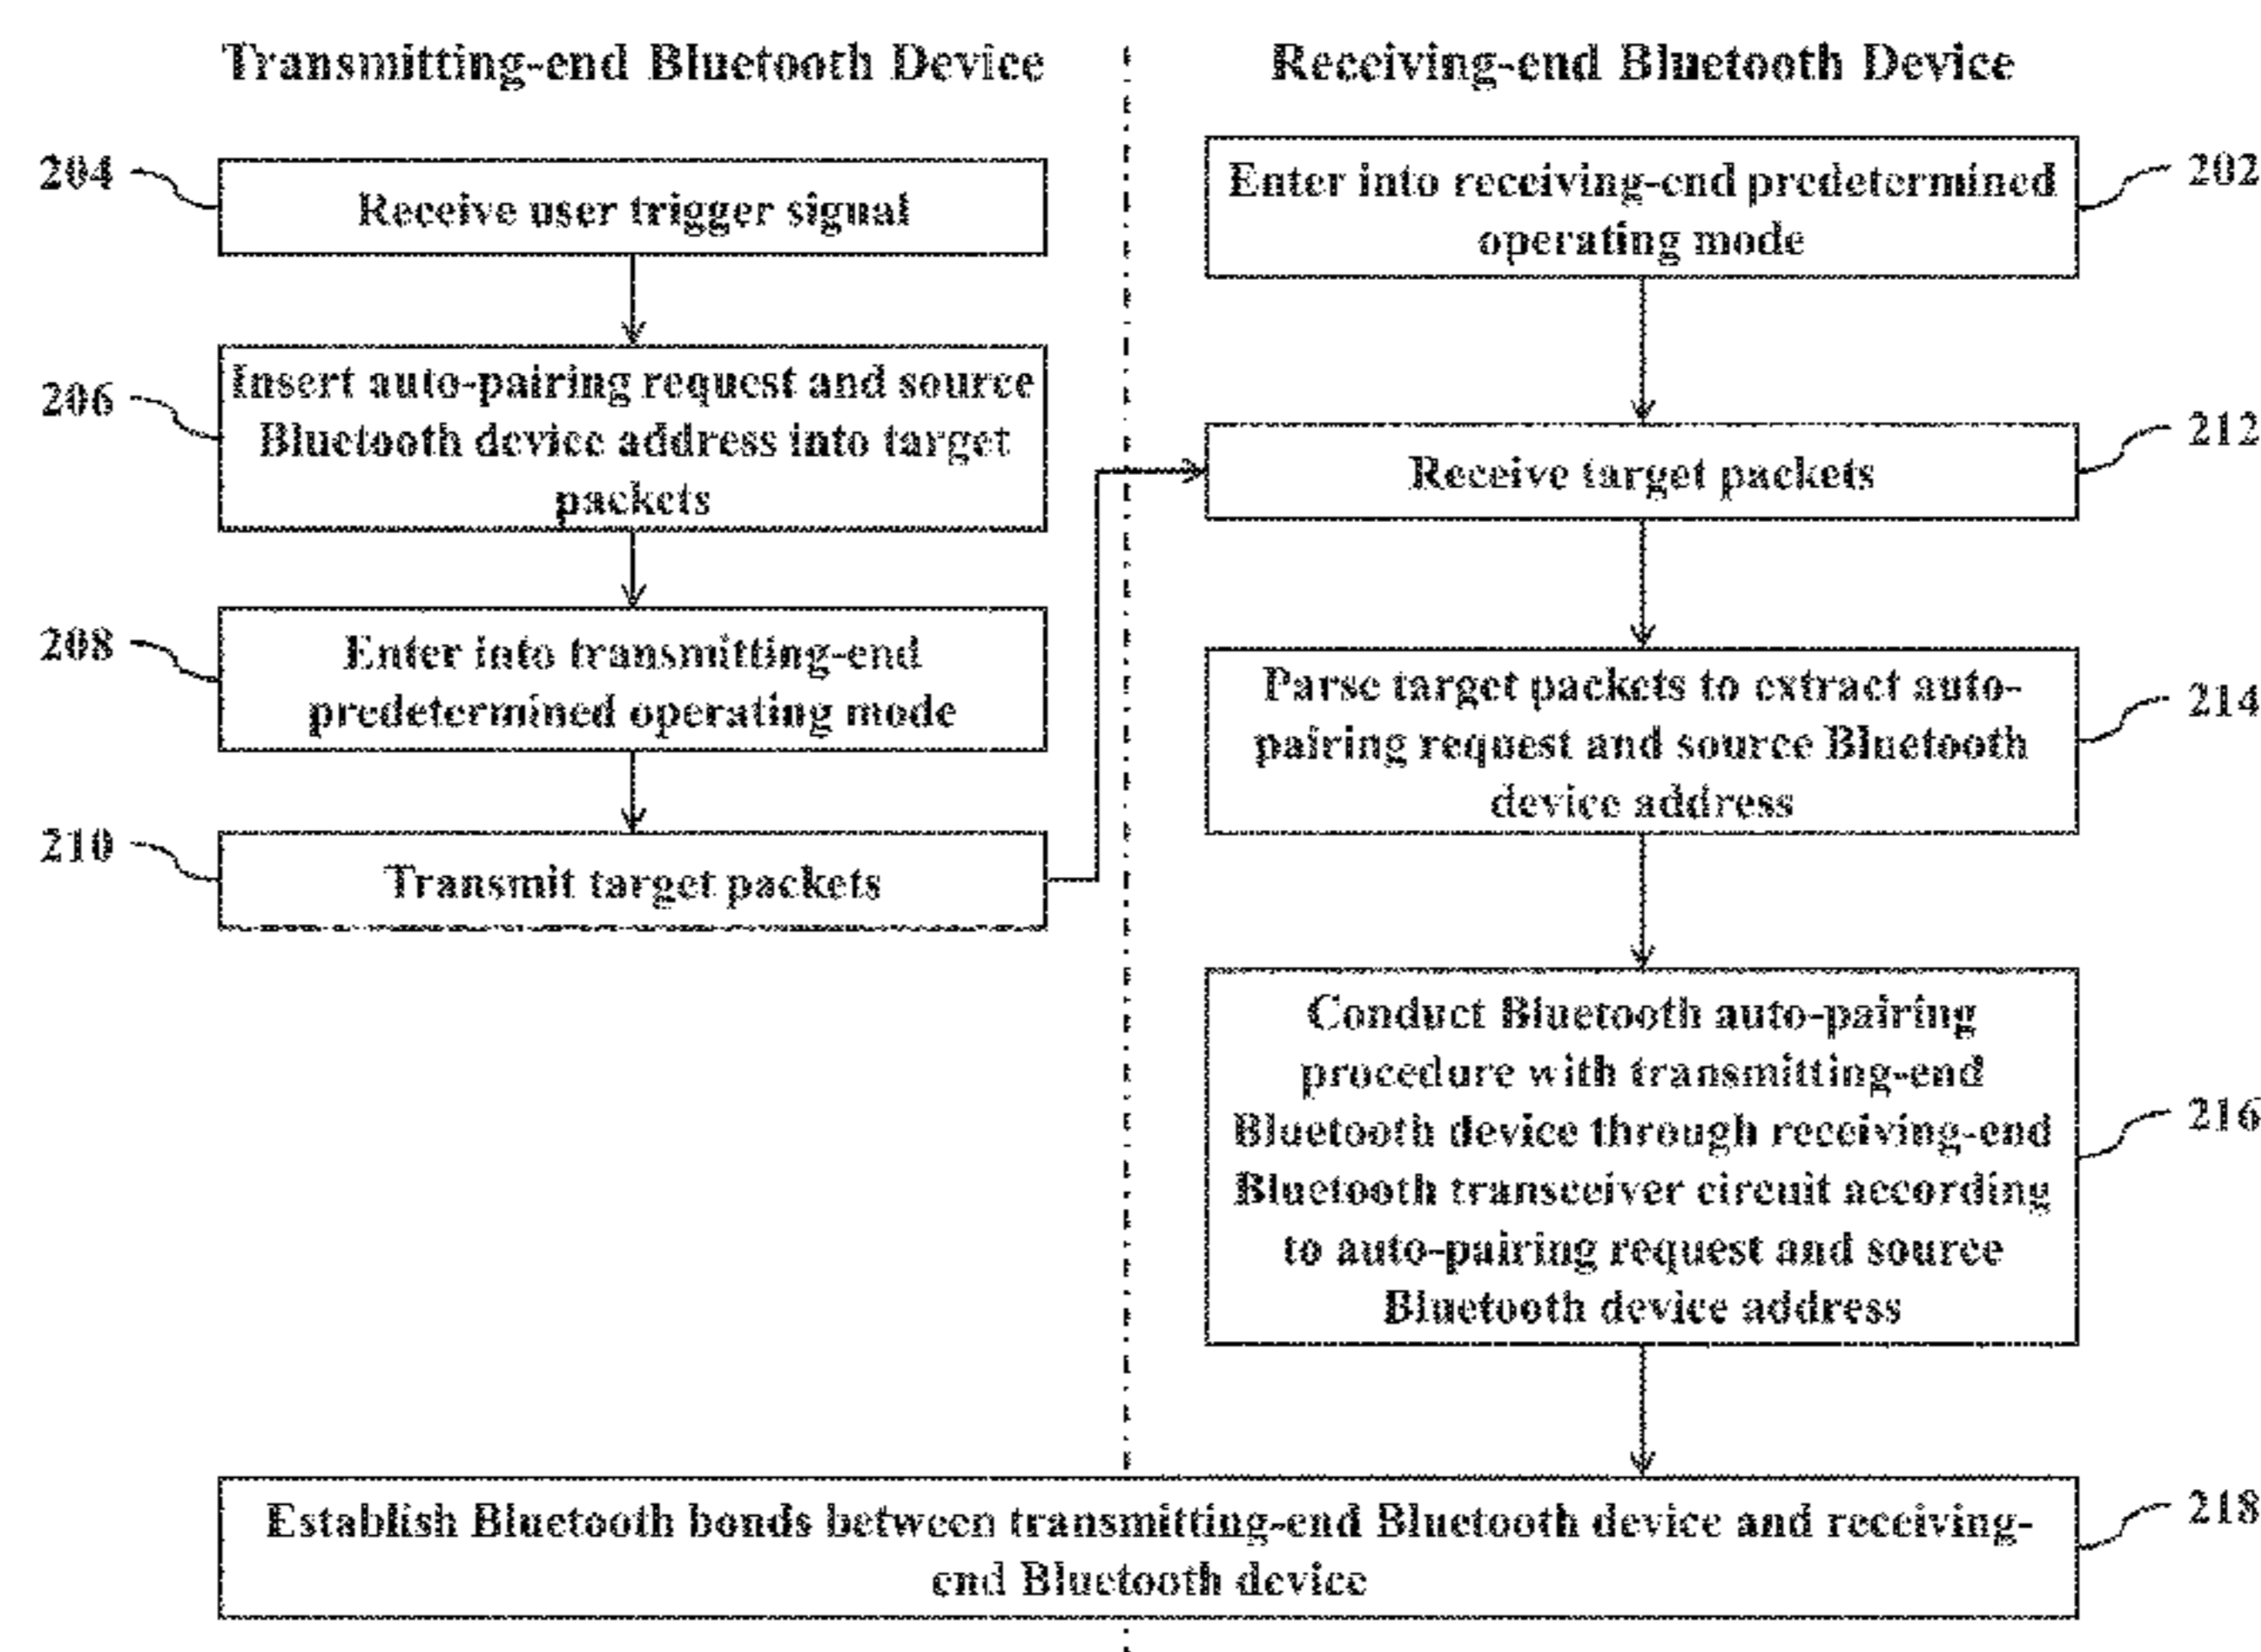 Transmitting-end Bluetooth Device
Receiving-end Bluetooth Device
204
Receive user trigger signal
206
Insert auto-pairing request and source
Bluetooth device address into target
packets
208
Enter into transmitting-end
predetermined operating mode
210
Transmit target packets
Enter into receiving-end predetermined
operating mode
202
Receive target packets
212
Parse target packets to extract auto-
pairing request and source Bluetooth
device address
214
Conduct Bluetooth auto-pairing
procedure with transmitting-end
Bluetooth device through receiving-end
Bluetooth transceiver circuit according
to auto-pairing request and source
Bluetooth device address
216
Establish Bluetooth bonds between transmitting-end Bluetooth device and receiving-
end Bluetooth device
218